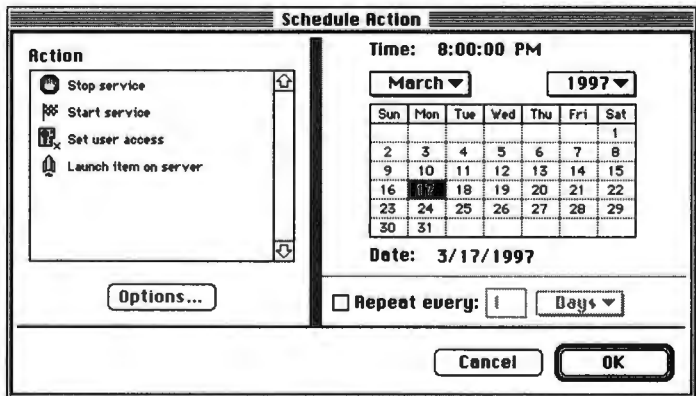 Schedule Action
Action
Stop service
Start service
Set user access
Launch item on server
Options...
Time: 8:00:00 PM
March 1997
Sun Mon Tue Wed Thu Fri Sat
1
2 3 4 5 6 7 8
9 10 11 12 13 14 15
16 17 18 19 20 21 22
23 24 25 26 27 28 29
30 31
Date: 3/17/1997
Repeat every: 1 Days
Cancel OK